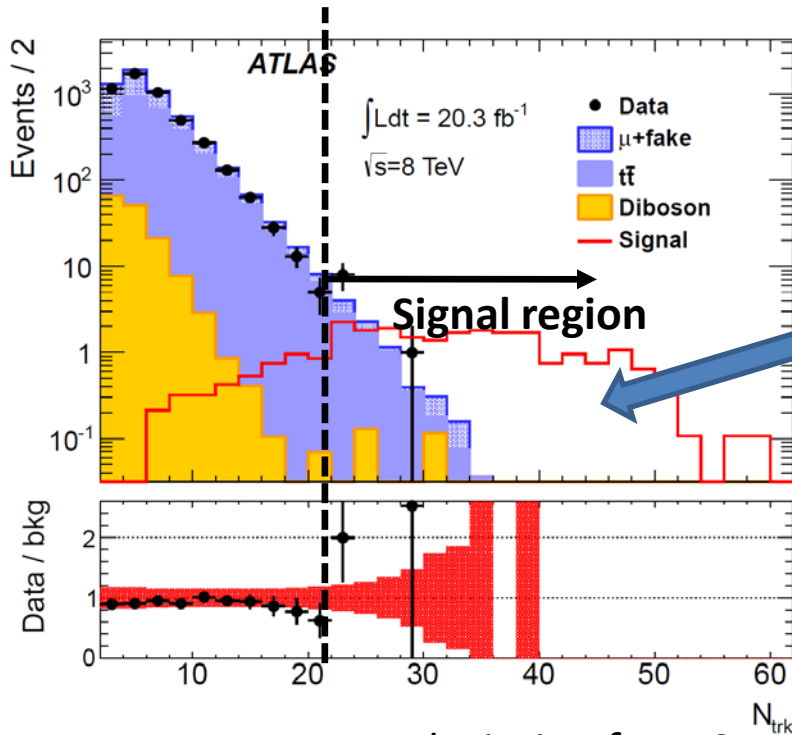 ATLAS
Events / 2
∫Ldt = 20.3 fb⁻¹
√s=8 TeV
Data
μ+fake
tt̄
Diboson
Signal
10³
10²
10
1
10⁻¹
Signal region
Data / bkg
2
1
0
10 20 30 40 50 60
N_trk